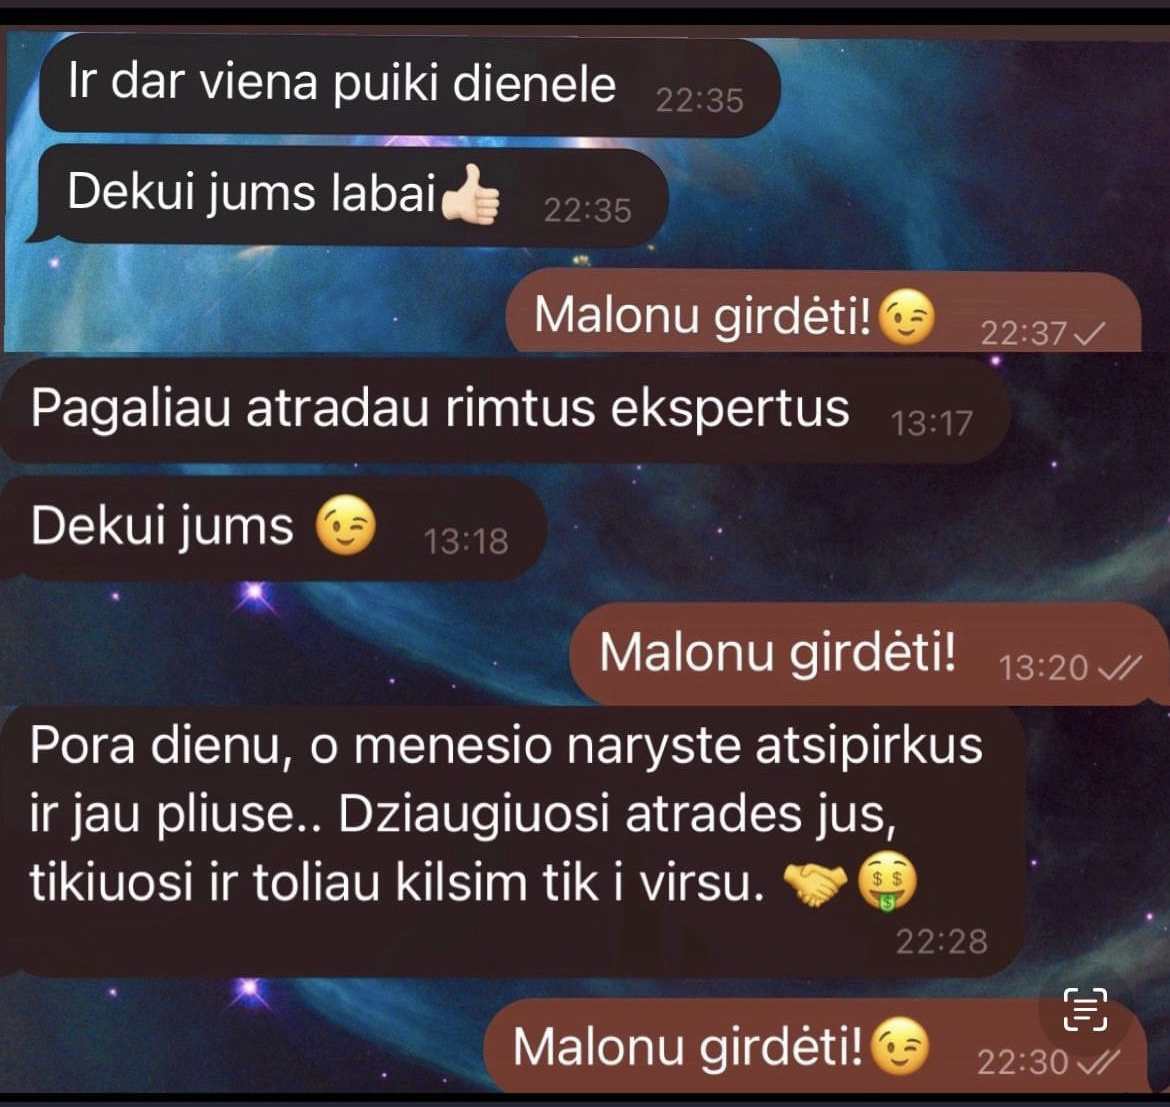 Ir dar viena puiki dienele 22:35
Dekui jums labai👍🏻 22:35
Malonu girdėti!😉 22:37
Pagaliau atradau rimtus ekspertus 13:17
Dekui jums 😉 13:18
Malonu girdėti! 13:20
Pora dienu, o menesio naryste atsipirkus
ir jau pliuse.. Dziaugiuosi atrades jus,
tikiuosi ir toliau kilsim tik i virsu. 🤝🤑
22:28
Malonu girdėti!😉 22:30